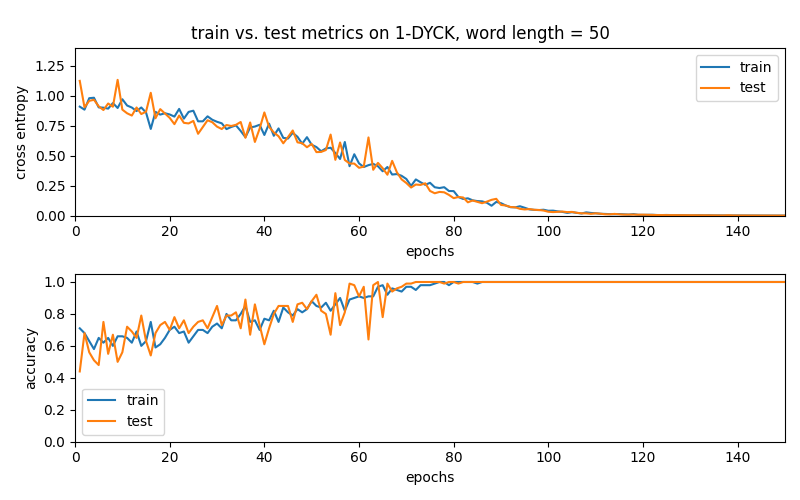 train vs. test metrics on 1-DYCK, word length = 50
cross entropy
1.25
1.00
0.75
0.50
0.25
0.00
train
test
0 20 40 60 80 100 120 140
epochs
accuracy
1.0
0.8
0.6
0.4
0.2
0.0
train
test
0 20 40 60 80 100 120 140
epochs